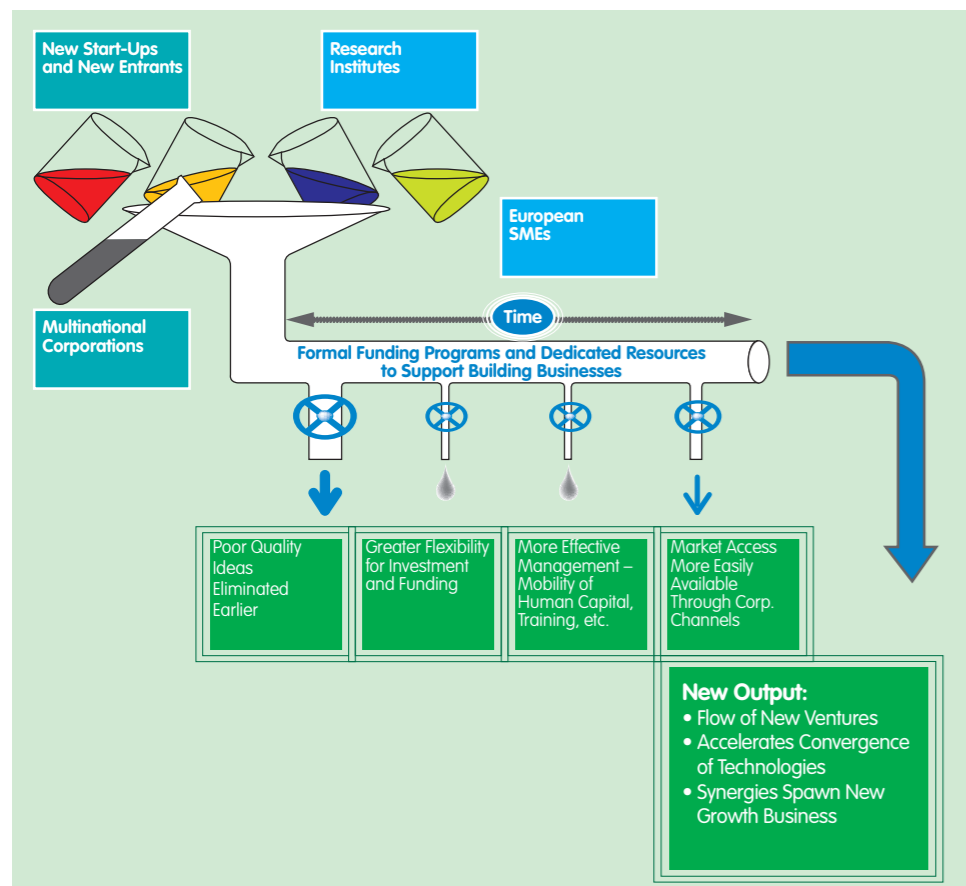 New Start-Ups
and New Entrants
Research
Institutes
European
SMEs
Multinational
Corporations
Time
Formal Funding Programs and Dedicated Resources
to Support Building Businesses
Poor Quality
Ideas
Eliminated
Earlier
Greater Flexibility
for Investment
and Funding
More Effective
Management –
Mobility of
Human Capital,
Training, etc.
Market Access
More Easily
Available
Through Corp.
Channels
New Output:
• Flow of New Ventures
• Accelerates Convergence
of Technologies
• Synergies Spawn New
Growth Business